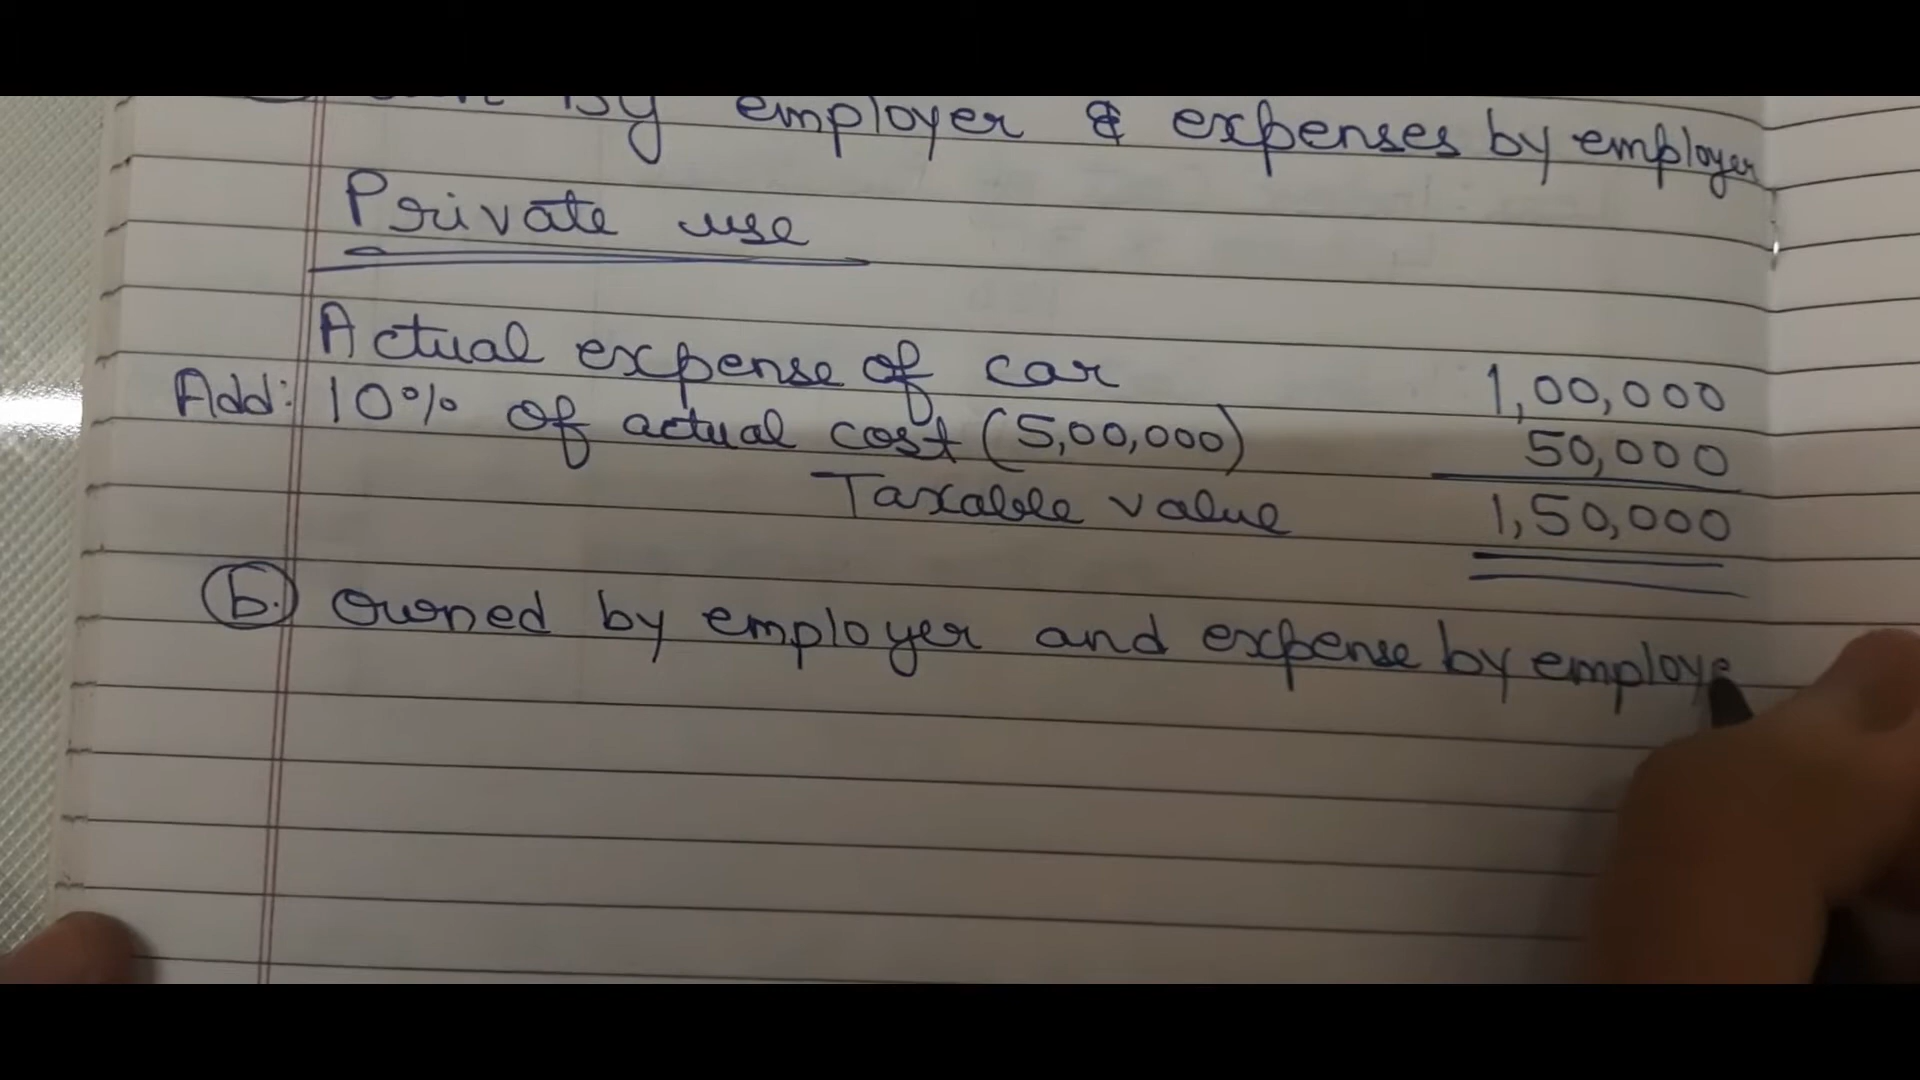 by employer & expenses by employer
Private use
Actual expense of car 1,00,000
Add: 10% of actual cost (5,00,000) 50,000
Taxable value 1,50,000
b. Owned by employer and expense by employe